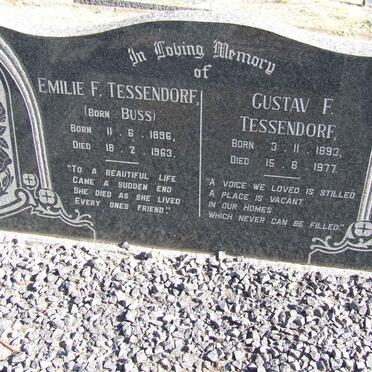 In Loving Memory
of
EMILIE F. TESSENDORF,
(BORN BUSS)
BORN 11 - 6 - 1896,
DIED 18 - 2 - 1963.
"TO A BEAUTIFUL LIFE
CAME A SUDDEN END
SHE DIED AS SHE LIVED
EVERY ONES FRIEND"
GUSTAV F.
TESSENDORF,
BORN 3 - 11 - 1893,
DIED 15 - 6 - 1977.
"A VOICE WE LOVED IS STILLED
A PLACE IS VACANT
IN OUR HOMES
WHICH NEVER CAN BE FILLED."